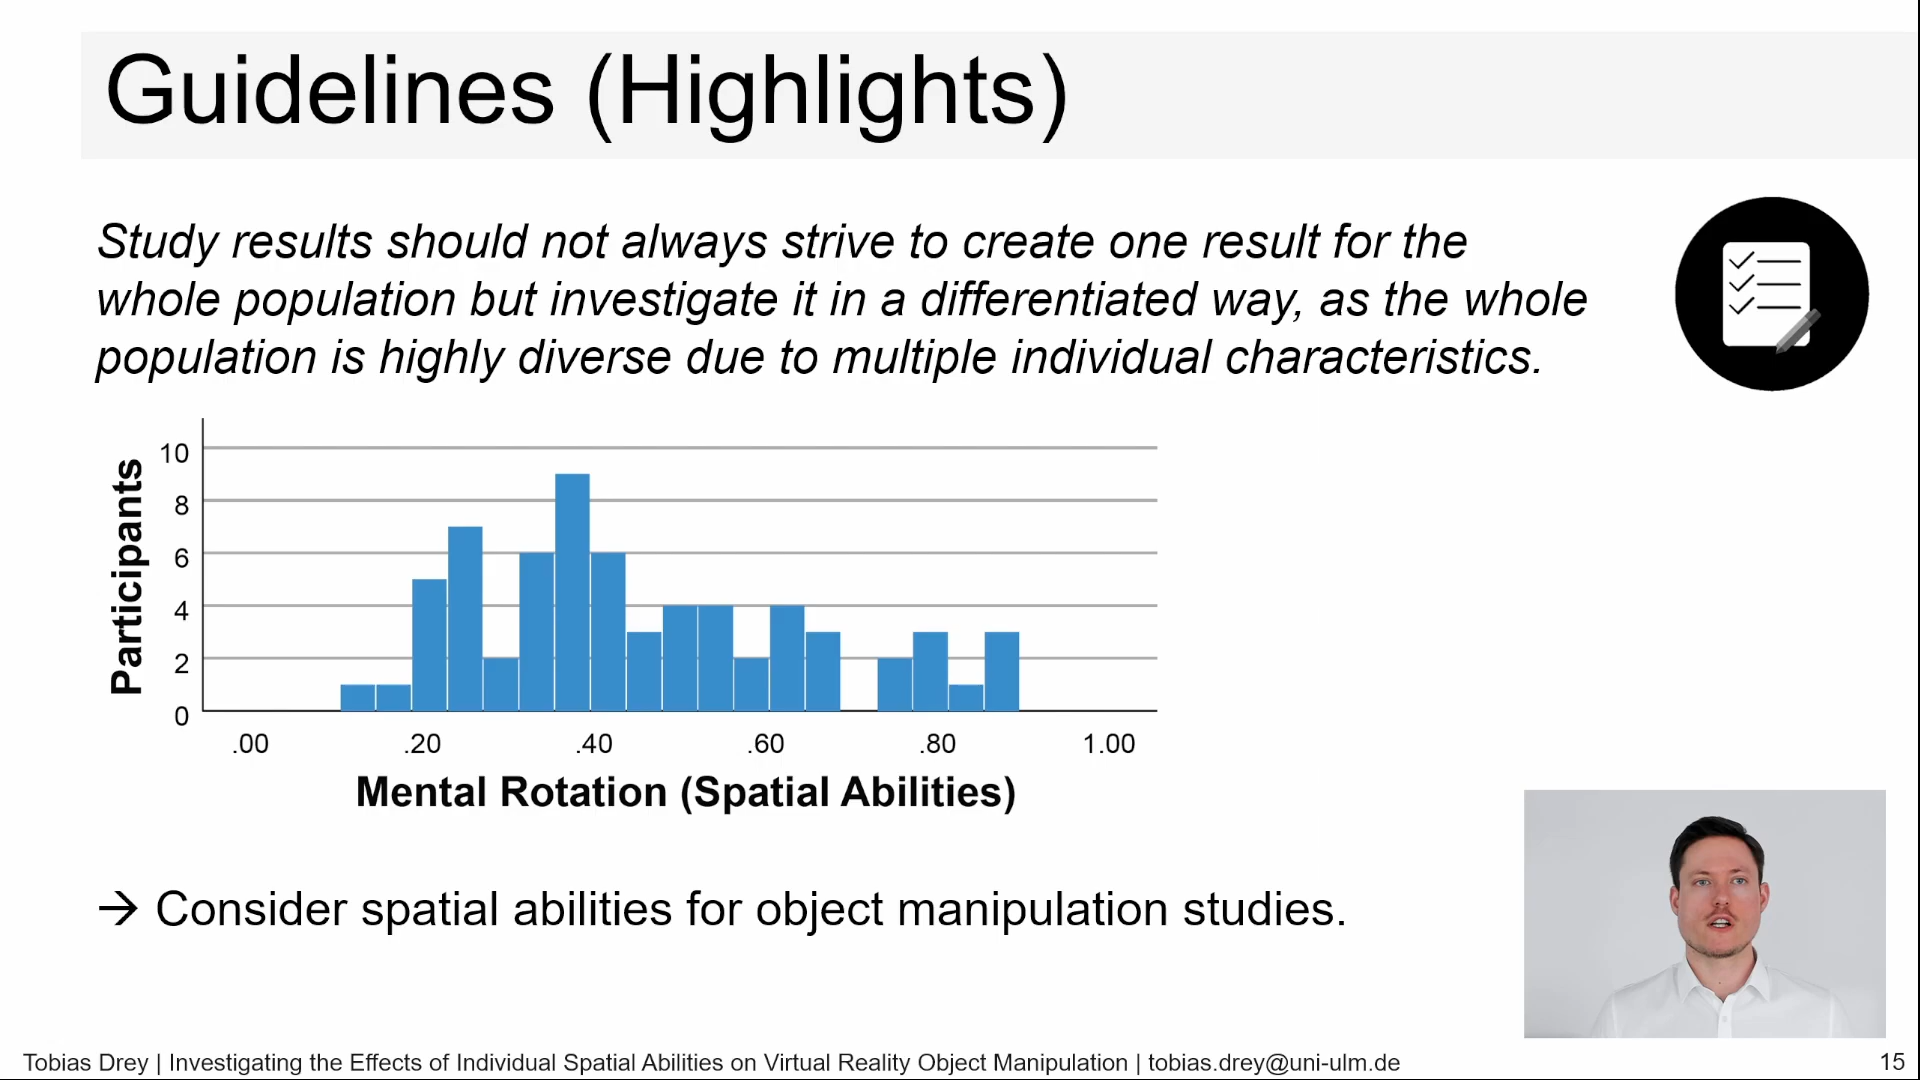 Guidelines (Highlights)
Study results should not always strive to create one result for the
whole population but investigate it in a differentiated way, as the whole
population is highly diverse due to multiple individual characteristics.
Participants
10
8
6
4
2
0
.00 .20 .40 .60 .80 1.00
Mental Rotation (Spatial Abilities)
→ Consider spatial abilities for object manipulation studies.
Tobias Drey | Investigating the Effects of Individual Spatial Abilities on Virtual Reality Object Manipulation | tobias.drey@uni-ulm.de 15